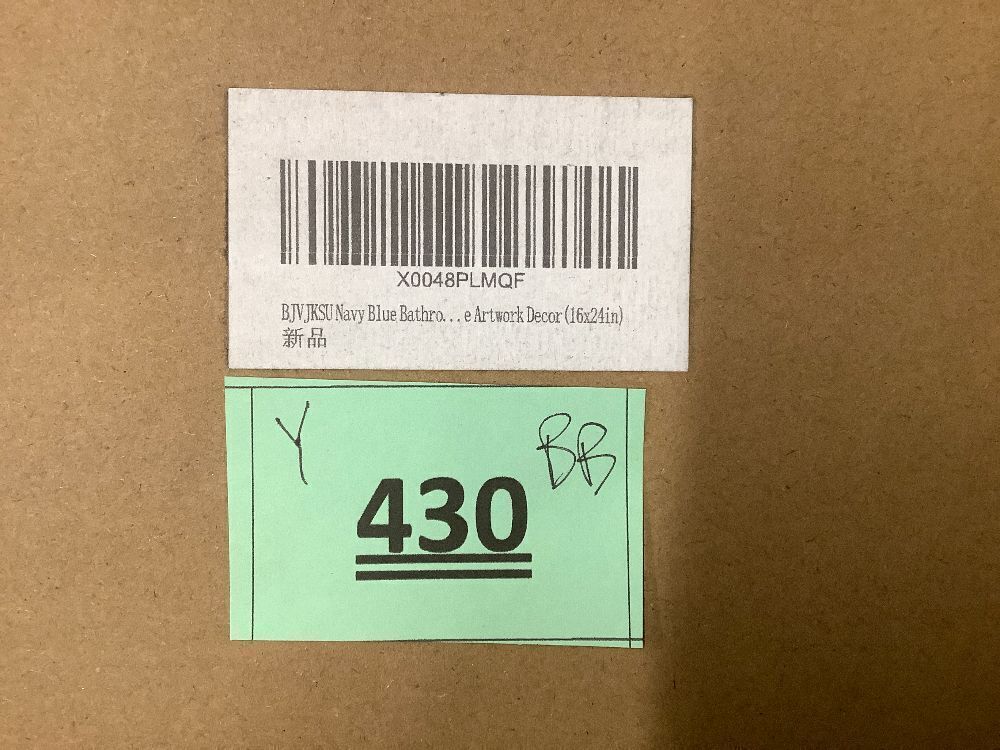 X0048PLMQF
BJVJKSU Navy Blue Bathro...e Artwork Decor (16x24in)
新品
Y BB
430